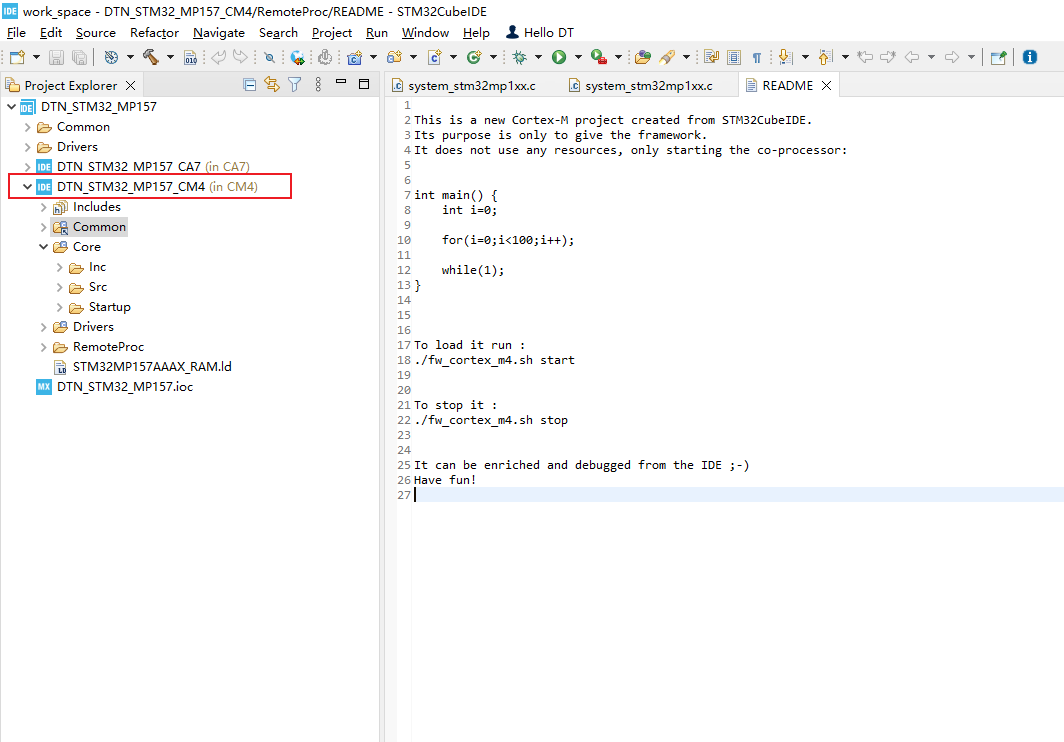 IDE work_space - DTN_STM32_MP157_CM4/RemoteProc/README - STM32CubeIDE
File Edit Source Refactor Navigate Search Project Run Window Help Hello DT
010
Project Explorer
system_stm32mp1xx.c
system_stm32mp1xx.c
README
IDE DTN_STM32_MP157
Common
Drivers
IDE DTN_STM32_MP157_CA7 (in CA7)
IDE DTN_STM32_MP157_CM4 (in CM4)
Includes
Common
Core
Inc
Src
Startup
Drivers
RemoteProc
STM32MP157AAAX_RAM.ld
MX DTN_STM32_MP157.ioc
1
2 This is a new Cortex-M project created from STM32CubeIDE.
3 Its purpose is only to give the framework.
4 It does not use any resources, only starting the co-processor:
5
6
7 int main() {
8 int i=0;
9
10 for(i=0;i<100;i++);
11
12 while(1);
13 }
14
15
16
17 To load it run :
18 ./fw_cortex_m4.sh start
19
20
21 To stop it :
22 ./fw_cortex_m4.sh stop
23
24
25 It can be enriched and debugged from the IDE ;-)
26 Have fun!
27